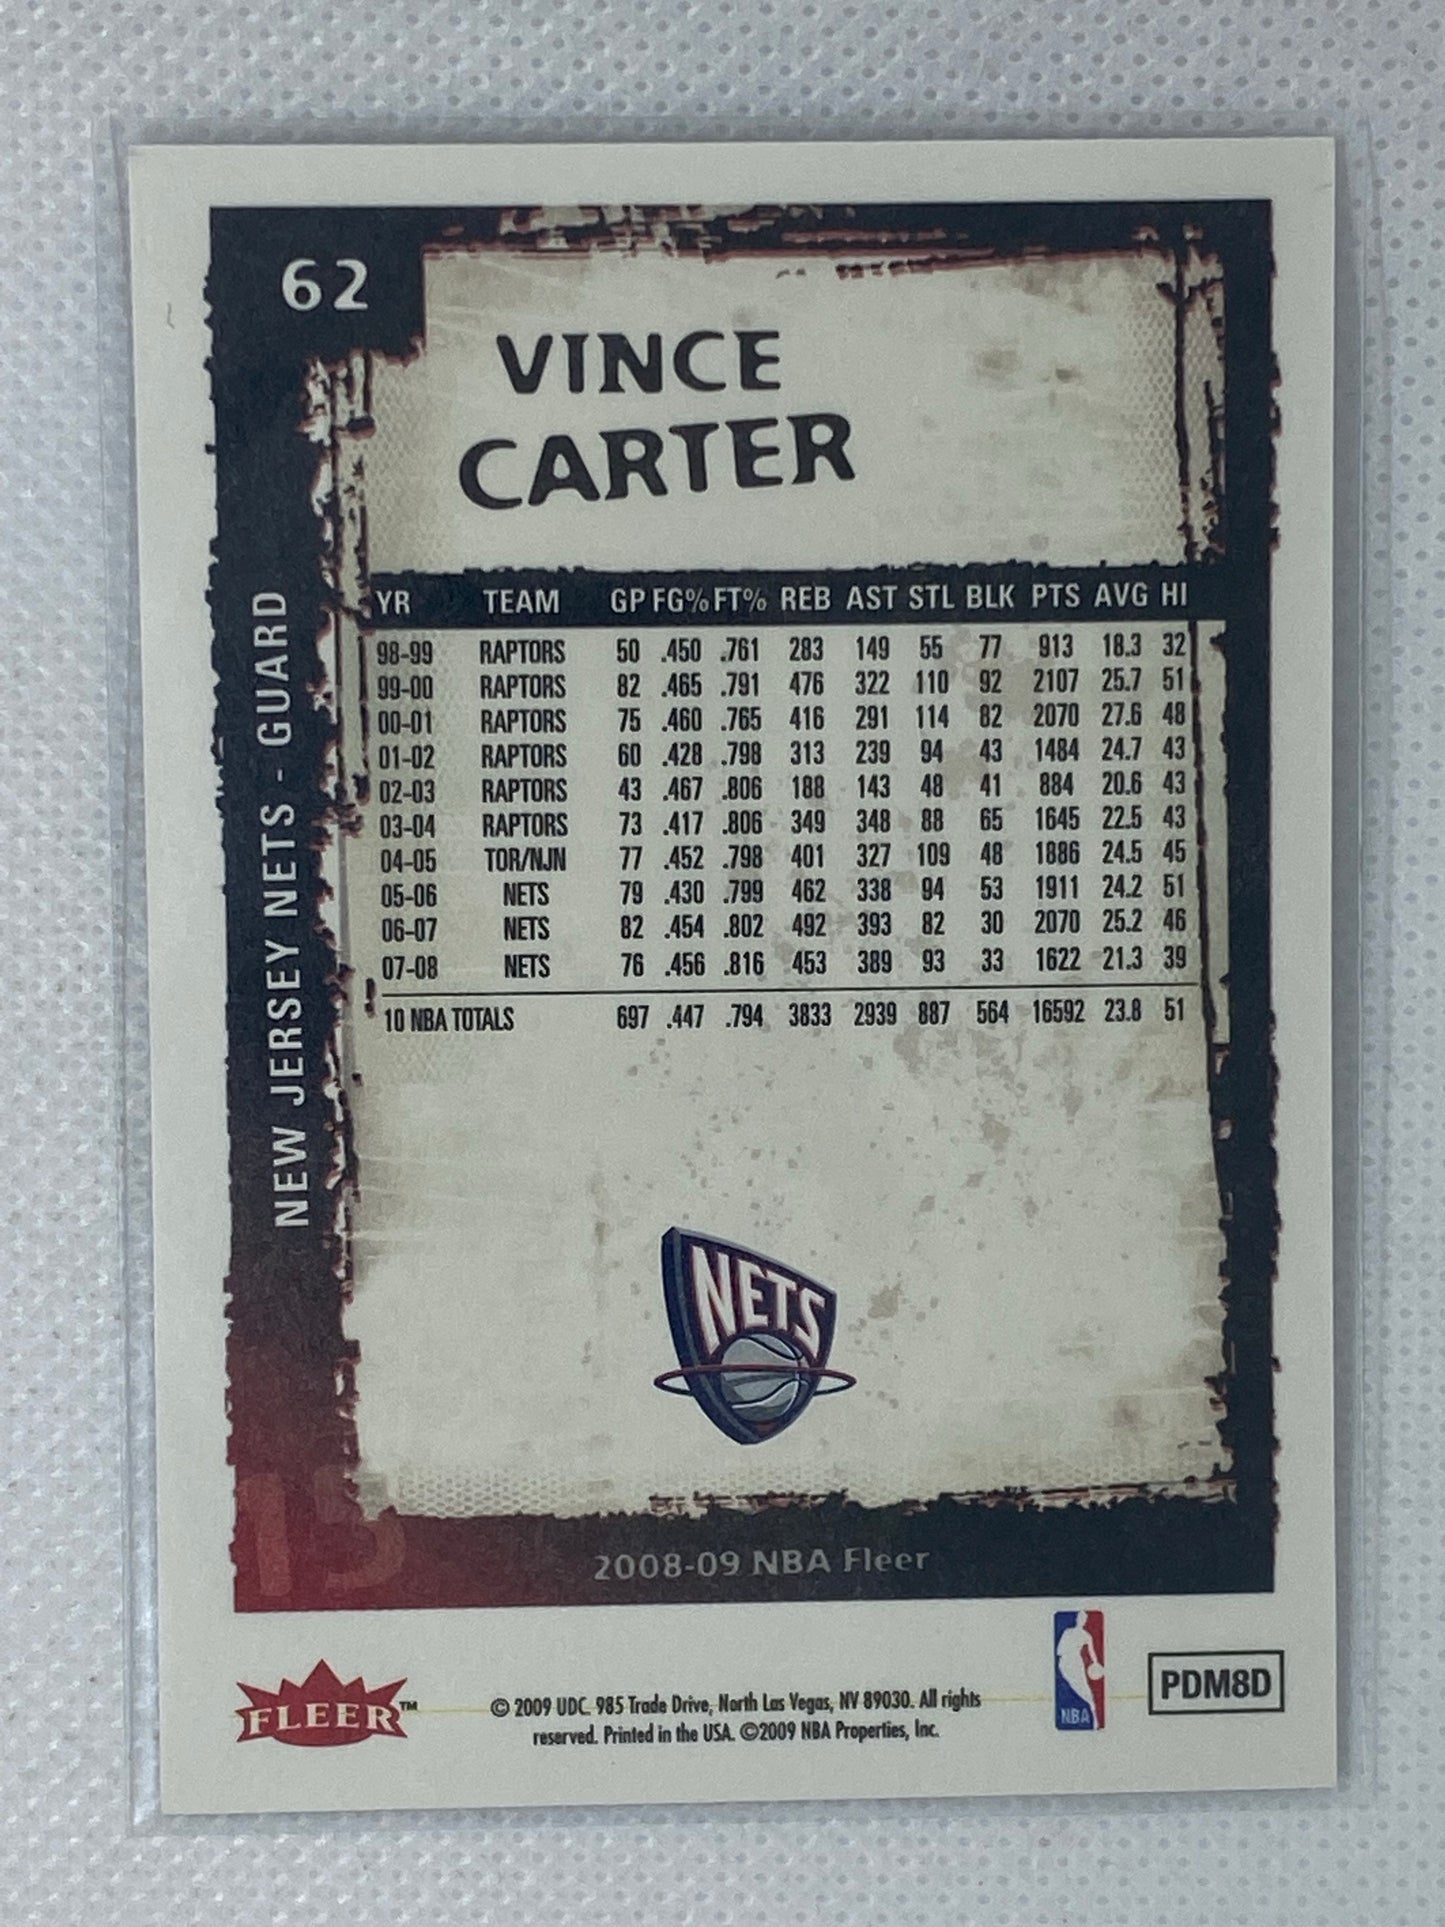 62
VINCE
CARTER
NEW JERSEY NETS - GUARD
YR TEAM GP FG% FT% REB AST STL BLK PTS AVG HI
98-99 RAPTORS 50 .450 .761 283 149 55 77 913 18.3 32
99-00 RAPTORS 82 .465 .791 476 322 110 92 2107 25.7 51
00-01 RAPTORS 75 .460 .765 416 291 114 82 2070 27.6 48
01-02 RAPTORS 60 .428 .798 313 239 94 43 1484 24.7 43
02-03 RAPTORS 43 .467 .806 188 143 48 41 884 20.6 43
03-04 RAPTORS 73 .417 .806 349 348 88 65 1645 22.5 43
04-05 TOR/NJN 77 .452 .798 401 327 109 48 1886 24.5 45
05-06 NETS 79 .430 .799 462 338 94 53 1911 24.2 51
06-07 NETS 82 .454 .802 492 393 82 30 2070 25.2 46
07-08 NETS 76 .456 .816 453 389 93 33 1622 21.3 39
10 NBA TOTALS 697 .447 .794 3833 2939 887 564 16592 23.8 51
NETS
15
2008-09 NBA Fleer
FLEER™
© 2009 UDC. 985 Trade Drive, North Las Vegas, NV 89030. All rights
reserved. Printed in the USA. ©2009 NBA Properties, Inc.
NBA
PDM8D